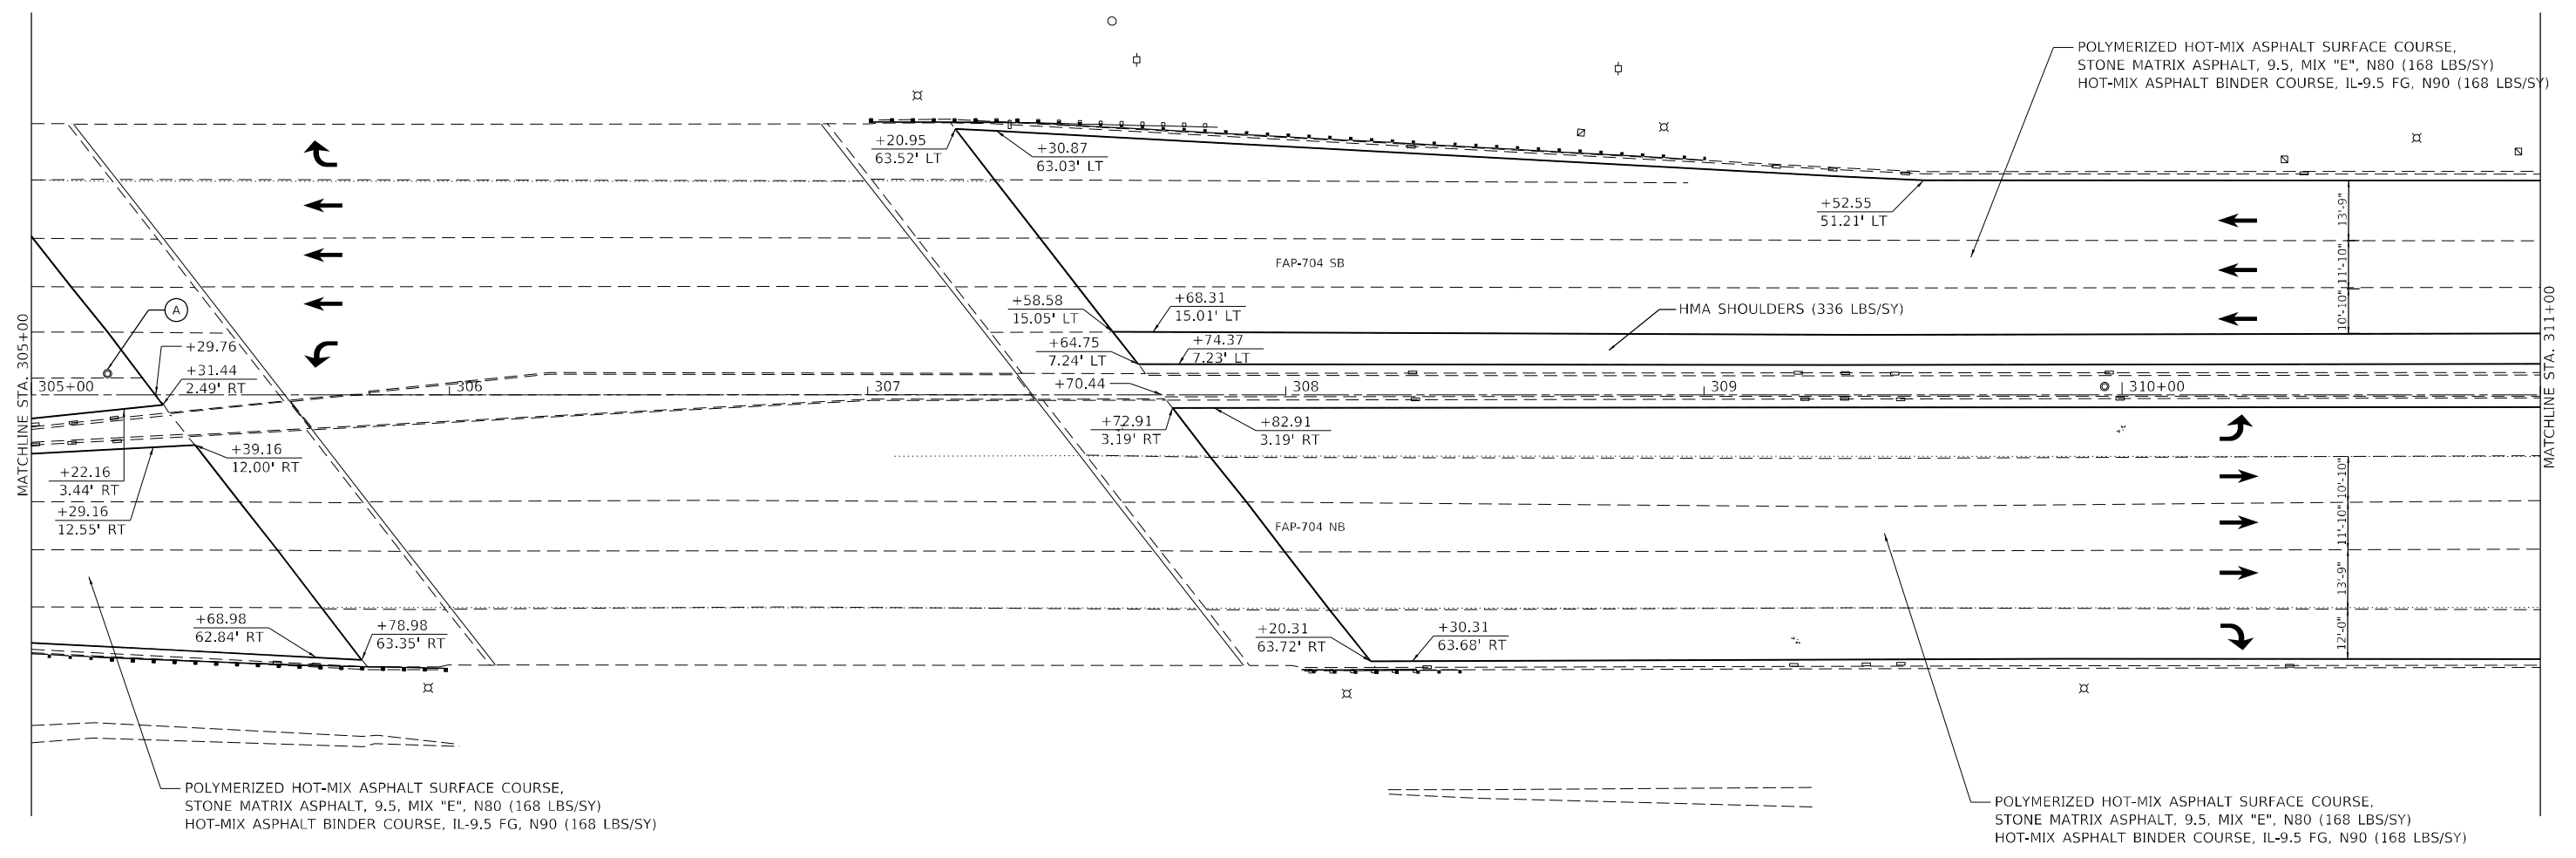 POLYMERIZED HOT-MIX ASPHALT SURFACE COURSE,
STONE MATRIX ASPHALT, 9.5, MIX "E", N80 (168 LBS/SY)
HOT-MIX ASPHALT BINDER COURSE, IL-9.5 FG, N90 (168 LBS/SY)
+20.95
63.52' LT
+30.87
63.03' LT
+52.55
51.21' LT
13'-9"
11'-10"
10'-10"
FAP-704 SB
+58.58
15.05' LT
+68.31
15.01' LT
HMA SHOULDERS (336 LBS/SY)
A
+64.75
7.24' LT
+74.37
7.23' LT
+29.76
+31.44
2.49' RT
MATCHLINE STA. 305+00
MATCHLINE STA. 311+00
305+00
306
307
+70.44
308
309
310+00
+72.91
3.19' RT
+82.91
3.19' RT
+39.16
12.00' RT
+22.16
3.44' RT
+29.16
12.55' RT
FAP-704 NB
10'-10"
11'-10"
13'-9"
12'-0"
+68.98
62.84' RT
+78.98
63.35' RT
+20.31
63.72' RT
+30.31
63.68' RT
POLYMERIZED HOT-MIX ASPHALT SURFACE COURSE,
STONE MATRIX ASPHALT, 9.5, MIX "E", N80 (168 LBS/SY)
HOT-MIX ASPHALT BINDER COURSE, IL-9.5 FG, N90 (168 LBS/SY)
POLYMERIZED HOT-MIX ASPHALT SURFACE COURSE,
STONE MATRIX ASPHALT, 9.5, MIX "E", N80 (168 LBS/SY)
HOT-MIX ASPHALT BINDER COURSE, IL-9.5 FG, N90 (168 LBS/SY)